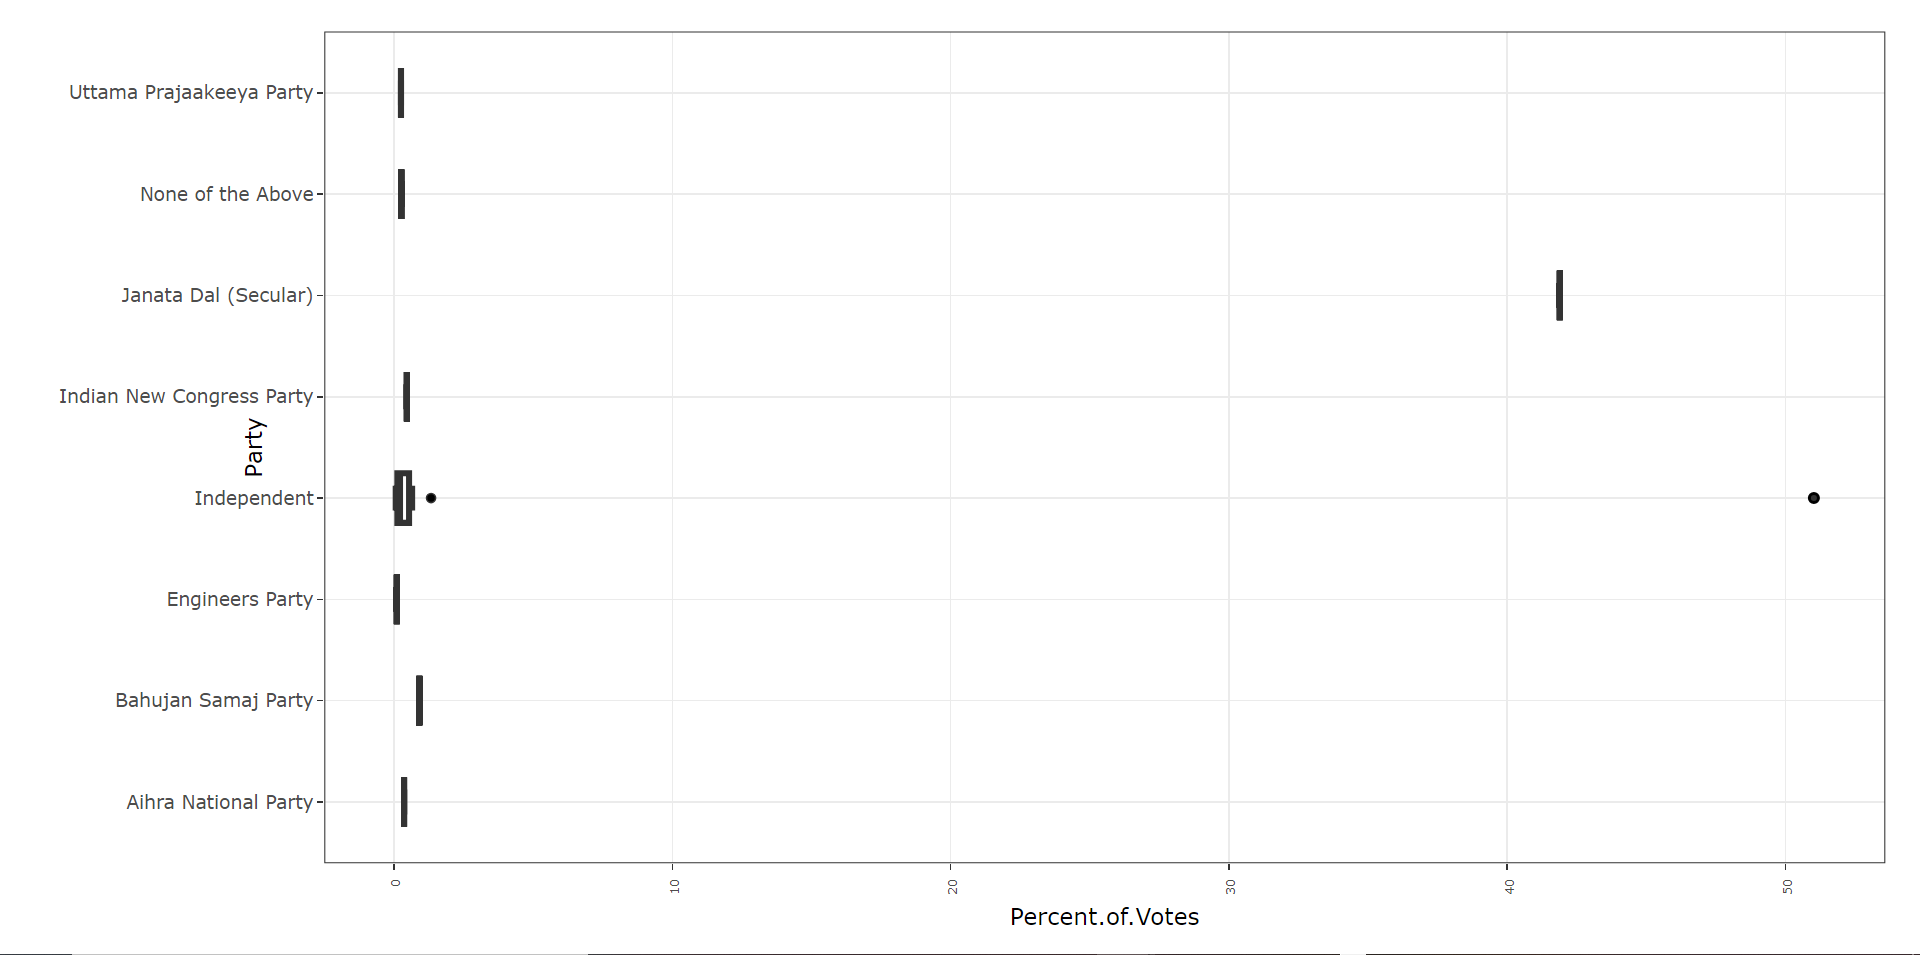 Uttama Prajaakeeya Party
None of the Above
Janata Dal (Secular)
Indian New Congress Party
Party
Independent
Engineers Party
Bahujan Samaj Party
Aihra National Party
0 10 20 30 40 50
Percent.of.Votes